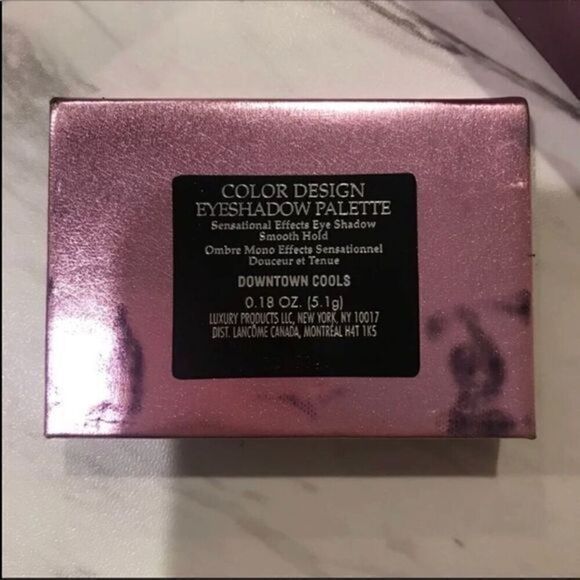 COLOR DESIGN
EYESHADOW PALETTE
Sensational Effects Eye Shadow
Smooth Hold
Ombre Mono Effects Sensationnel
Douceur et Tenue
DOWNTOWN COOLS
0.18 OZ. (5.1g)
LUXURY PRODUCTS LLC, NEW YORK, NY 10017
DIST. LANCÔME CANADA, MONTRÉAL H4T 1K5